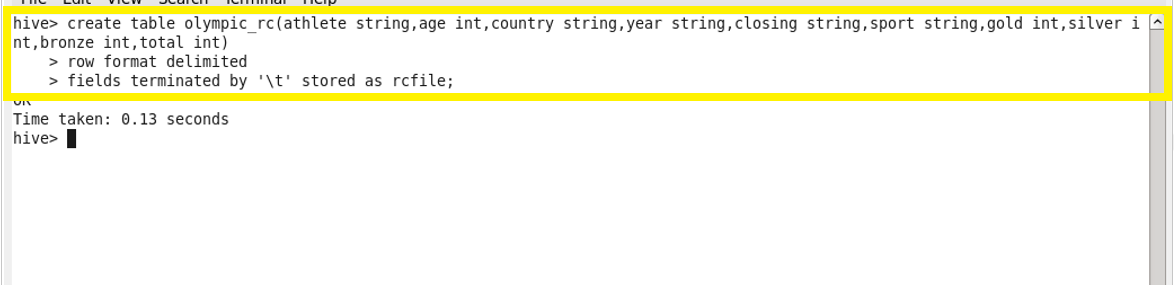 File Edit View Search Terminal Help
hive> create table olympic_rc(athlete string,age int,country string,year string,closing string,sport string,gold int,silver i
nt,bronze int,total int)
    > row format delimited
    > fields terminated by '\t' stored as rcfile;
OK
Time taken: 0.13 seconds
hive>